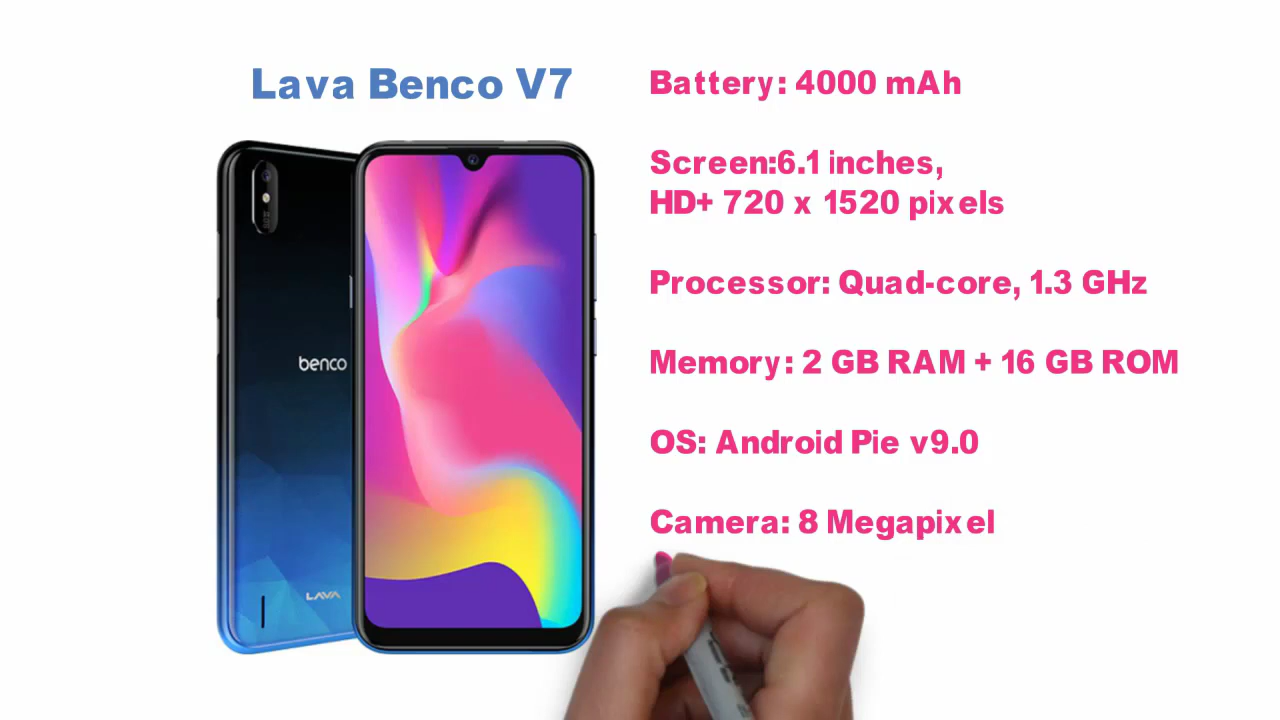 Lava Benco V7
Battery: 4000 mAh
Screen:6.1 inches,
HD+ 720 x 1520 pixels
Processor: Quad-core, 1.3 GHz
Memory: 2 GB RAM + 16 GB ROM
OS: Android Pie v9.0
Camera: 8 Megapixel
benco
LAVA